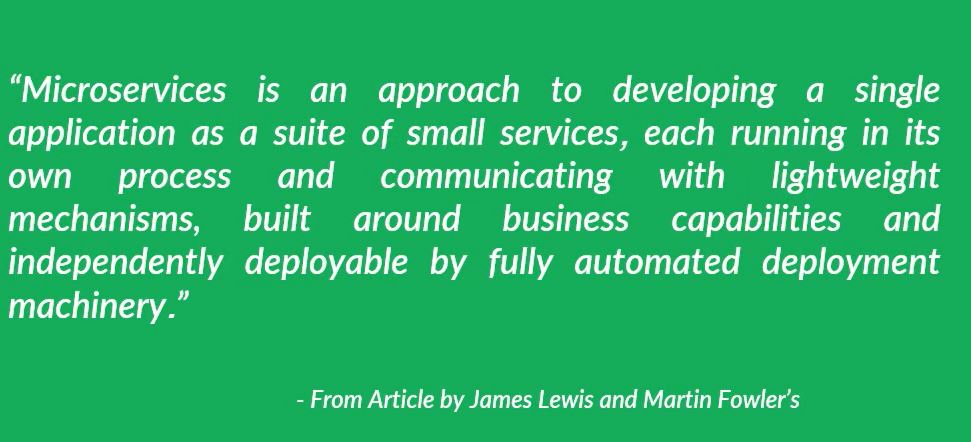 “Microservices is an approach to developing a single
application as a suite of small services, each running in its
own process and communicating with lightweight
mechanisms, built around business capabilities and
independently deployable by fully automated deployment
machinery.”
- From Article by James Lewis and Martin Fowler’s